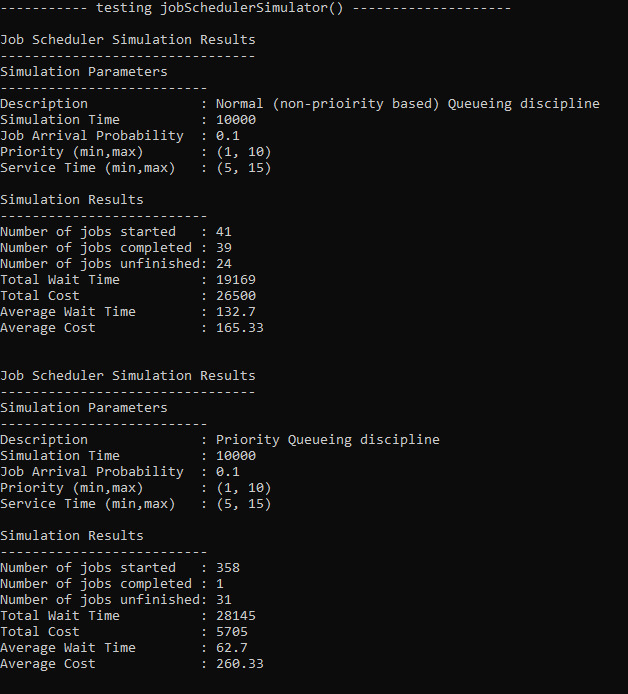 ----------- testing jobSchedulerSimulator() --------------------
Job Scheduler Simulation Results
--------------------------------
Simulation Parameters
--------------------------
Description              : Normal (non-prioirity based) Queueing discipline
Simulation Time          : 10000
Job Arrival Probability  : 0.1
Priority (min,max)       : (1, 10)
Service Time (min,max)   : (5, 15)
Simulation Results
--------------------------
Number of jobs started   : 41
Number of jobs completed : 39
Number of jobs unfinished: 24
Total Wait Time          : 19169
Total Cost               : 26500
Average Wait Time        : 132.7
Average Cost             : 165.33
Job Scheduler Simulation Results
--------------------------------
Simulation Parameters
--------------------------
Description              : Priority Queueing discipline
Simulation Time          : 10000
Job Arrival Probability  : 0.1
Priority (min,max)       : (1, 10)
Service Time (min,max)   : (5, 15)
Simulation Results
--------------------------
Number of jobs started   : 358
Number of jobs completed : 1
Number of jobs unfinished: 31
Total Wait Time          : 28145
Total Cost               : 5705
Average Wait Time        : 62.7
Average Cost             : 260.33